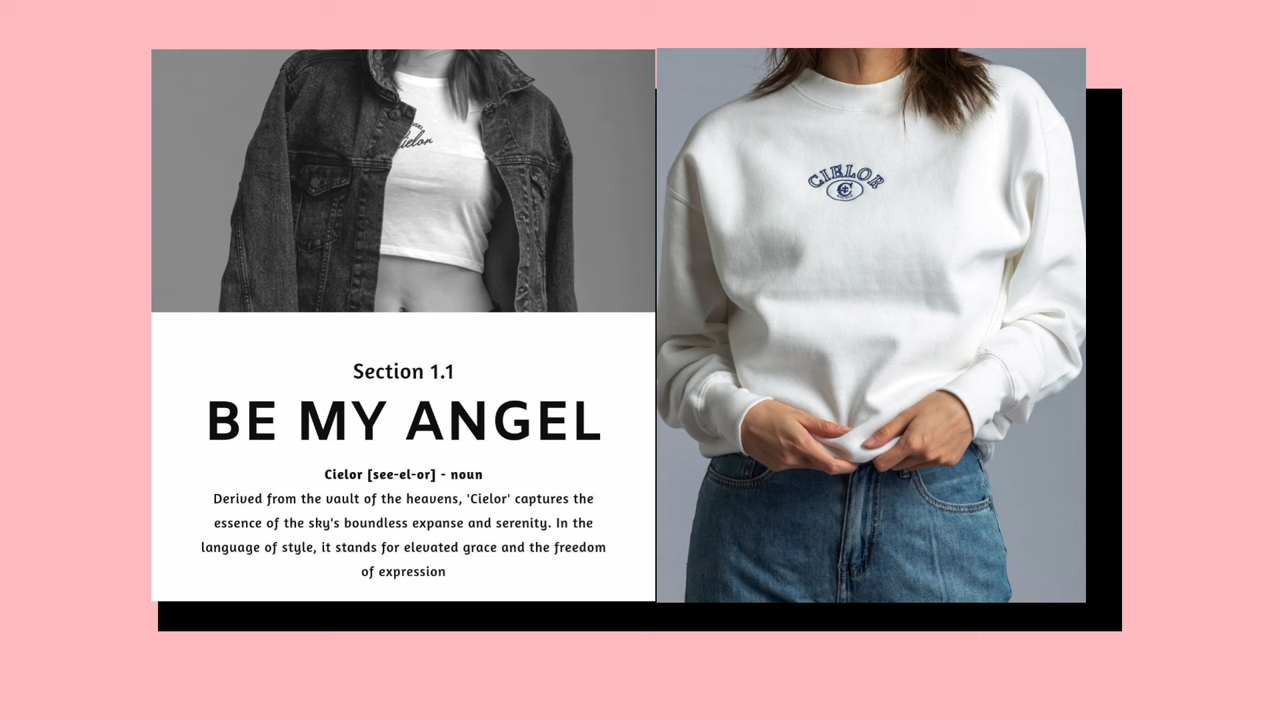 Cielor
Section 1.1
BE MY ANGEL
Cielor [see-el-or] - noun
Derived from the vault of the heavens, 'Cielor' captures the
essence of the sky's boundless expanse and serenity. In the
language of style, it stands for elevated grace and the freedom
of expression
CIELOR